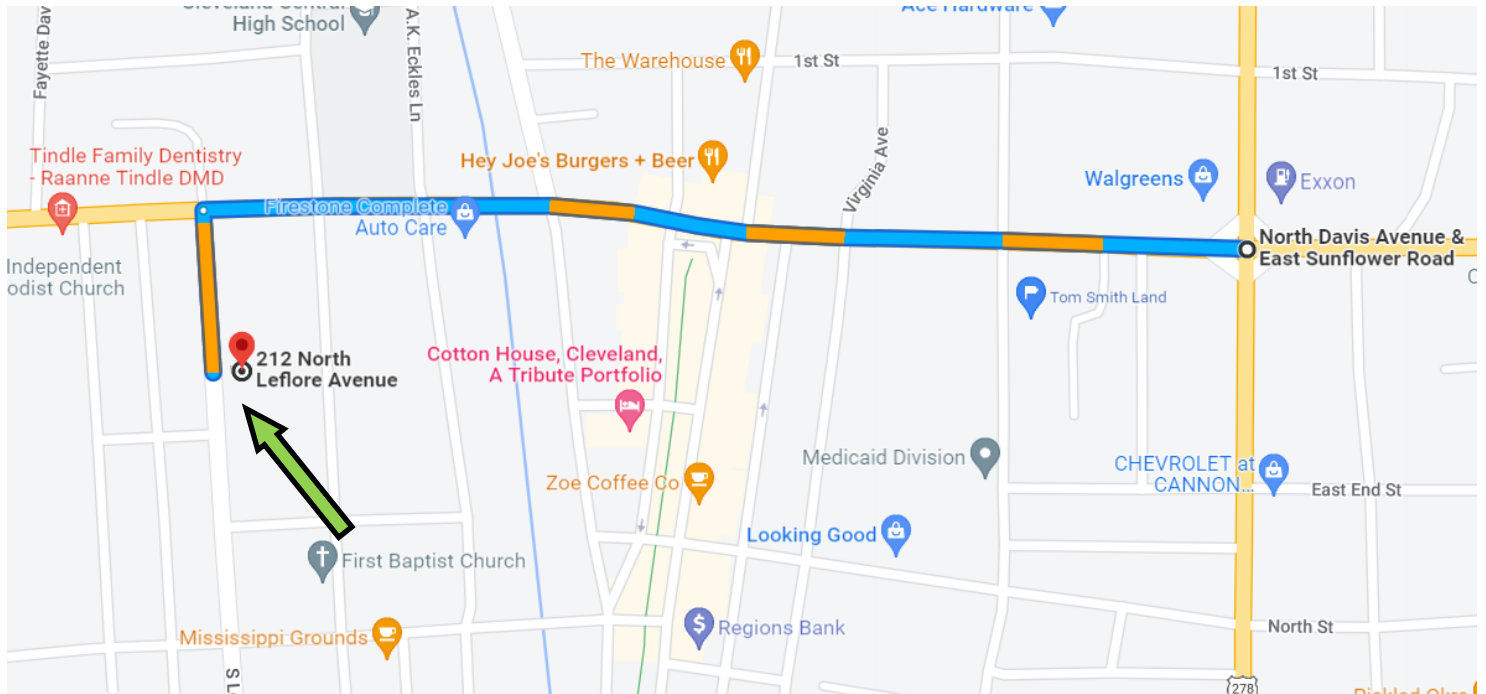 Cleveland Central
High School
Ace Hardware
Fayette Dav
A.K. Eckles Ln
The Warehouse
1st St
1st St
Virginia Ave
Tindle Family Dentistry
- Raanne Tindle DMD
Hey Joe's Burgers + Beer
Walgreens
Exxon
Firestone Complete
Auto Care
North Davis Avenue &
East Sunflower Road
Independent
odist Church
C
Tom Smith Land
212 North
Leflore Avenue
Cotton House, Cleveland,
A Tribute Portfolio
Medicaid Division
CHEVROLET at
CANNON...
Zoe Coffee Co
East End St
Looking Good
First Baptist Church
Mississippi Grounds
Regions Bank
North St
S L
278
Pickled Okra